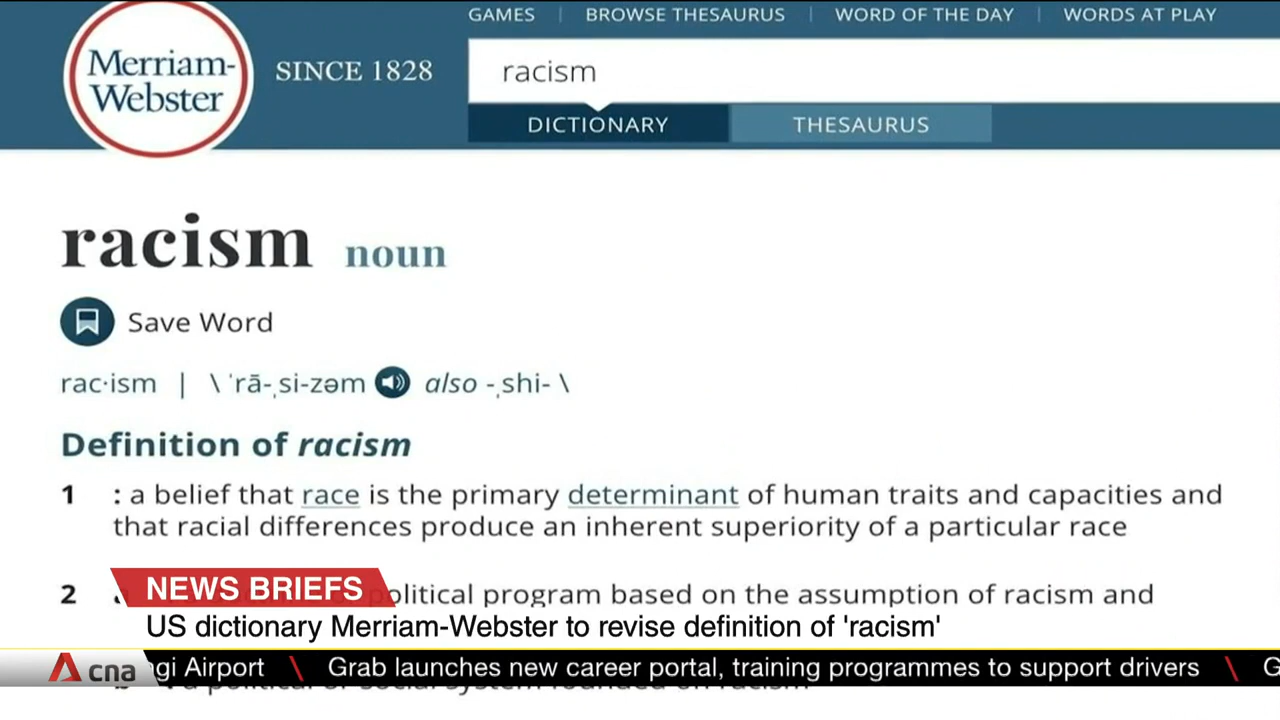 GAMES | BROWSE THESAURUS | WORD OF THE DAY | WORDS AT PLAY
Merriam-
Webster
SINCE 1828
racism
DICTIONARY
THESAURUS
racism noun
Save Word
rac·ism | \ ˈrā-ˌsi-zəm also -ˌshi- \
Definition of racism
1 : a belief that race is the primary determinant of human traits and capacities and
that racial differences produce an inherent superiority of a particular race
2 political program based on the assumption of racism and
NEWS BRIEFS
US dictionary Merriam-Webster to revise definition of 'racism'
cna
gi Airport \ Grab launches new career portal, training programmes to support drivers \ G